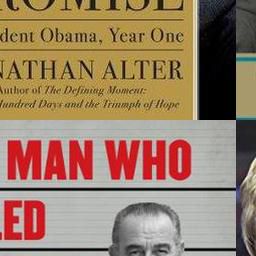 ROMISE
dent Obama, Year One
NATHAN ALTER
Author of The Defining Moment:
Hundred Days and the Triumph of Hope
MAN WHO
LED